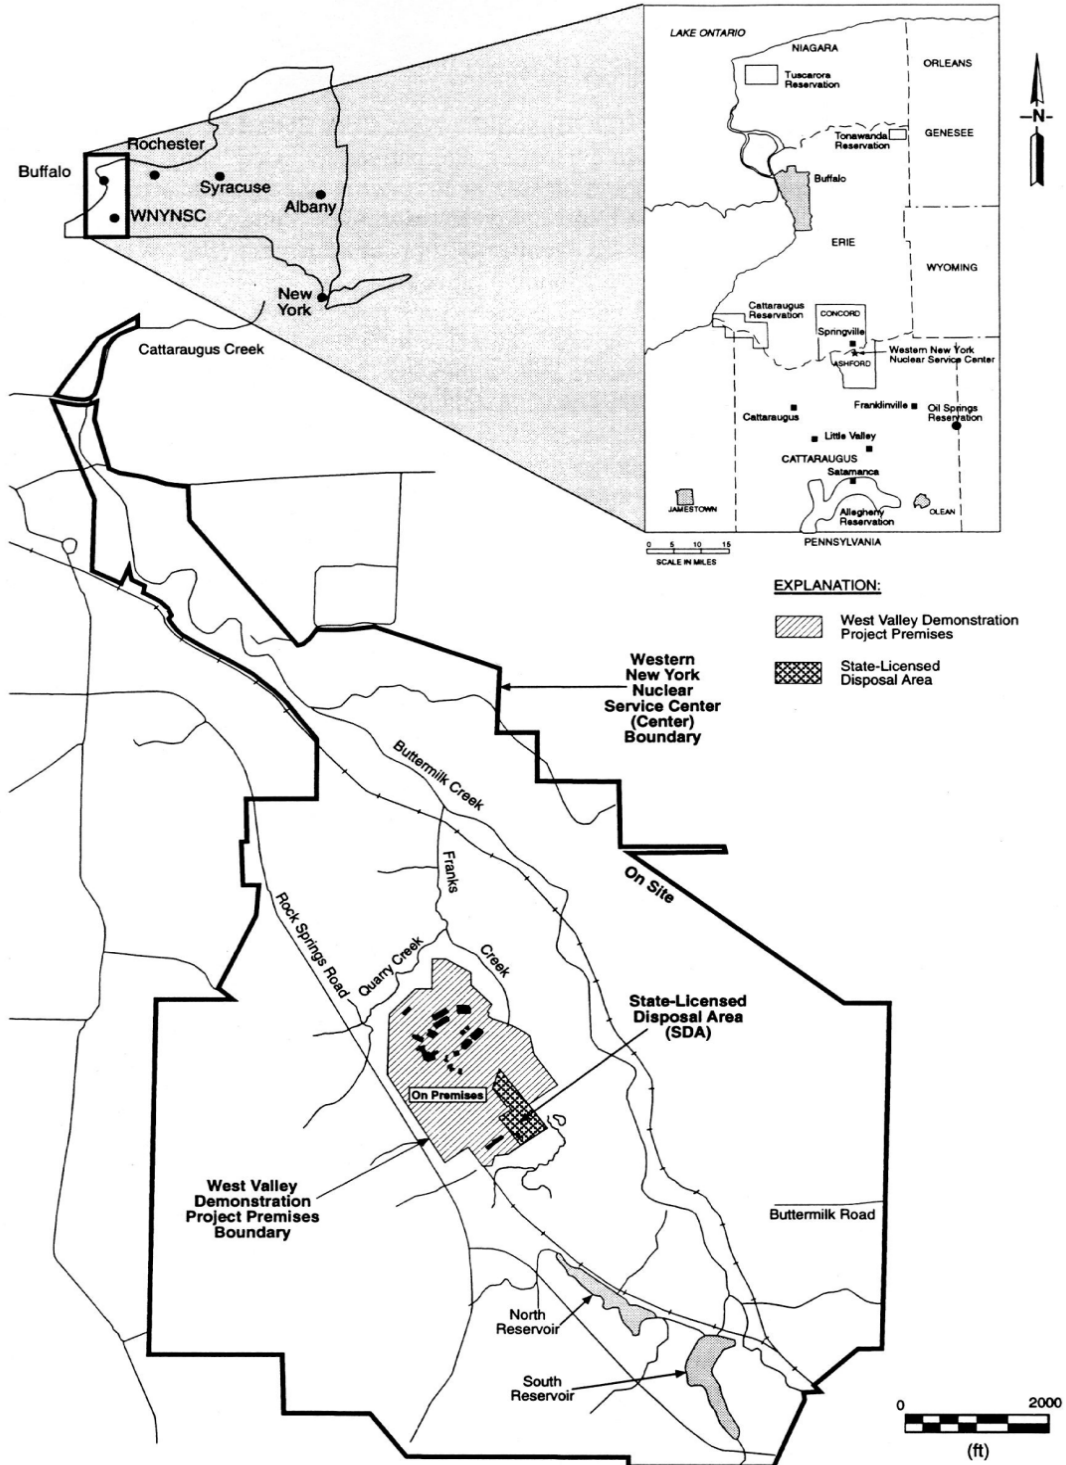 LAKE ONTARIO
NIAGARA
ORLEANS
Tuscarora
Reservation
—N—
Tonawanda
Reservation
GENESEE
Rochester
Buffalo
Syracuse
Albany
WNYNSC
New
York
Buffalo
ERIE
WYOMING
Cattaraugus
Reservation
CONCORD
Springville
Western New York
Nuclear Service Center
ASHFORD
Cattaraugus
Franklinville
Oil Springs
Reservation
Little Valley
CATTARAUGUS
Satamanca
JAMESTOWN
Allegheny
Reservation
OLEAN
PENNSYLVANIA
0 5 10 15
SCALE IN MILES
Cattaraugus Creek
EXPLANATION:
West Valley Demonstration
Project Premises
State-Licensed
Disposal Area
Western
New York
Nuclear
Service Center
(Center)
Boundary
Buttermilk Creek
Franks
Creek
On Site
Rock Springs Road
Quarry Creek
State-Licensed
Disposal Area
(SDA)
On Premises
West Valley
Demonstration
Project Premises
Boundary
Buttermilk Road
North
Reservoir
South
Reservoir
0 2000
(ft)